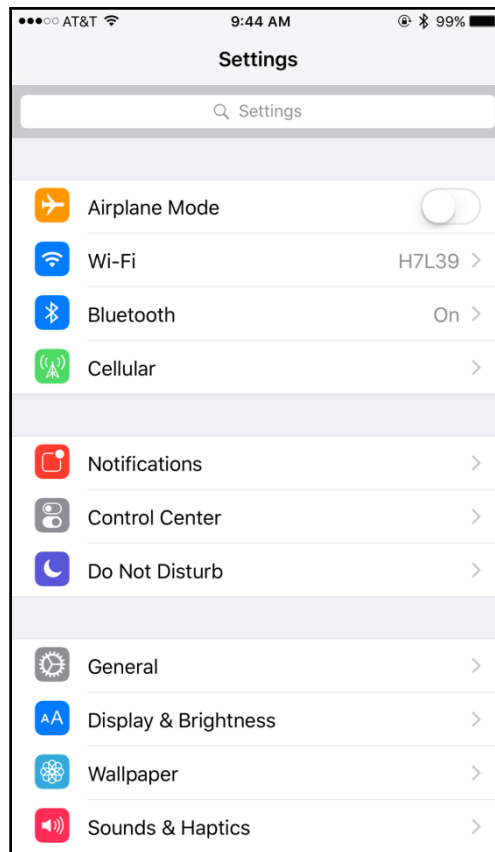 AT&T 9:44 AM 99%
Settings
Settings
Airplane Mode
Wi-Fi H7L39
Bluetooth On
Cellular
Notifications
Control Center
Do Not Disturb
General
AA Display & Brightness
Wallpaper
Sounds & Haptics